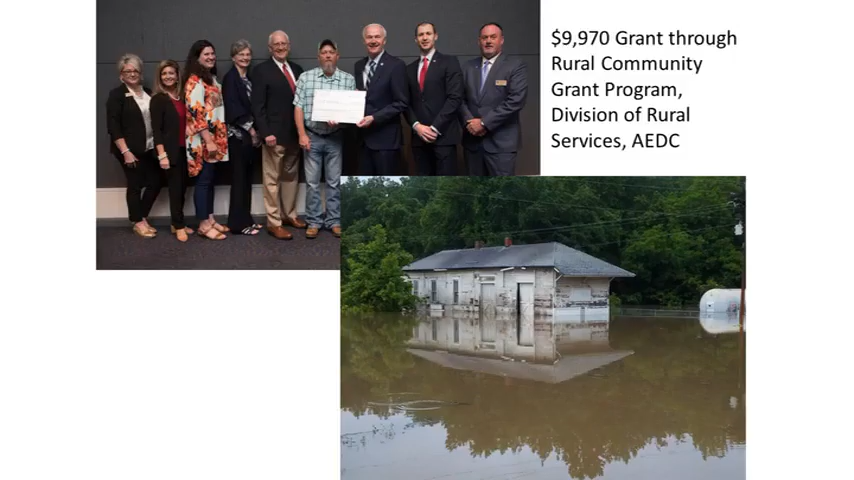 $9,970 Grant through
Rural Community
Grant Program,
Division of Rural
Services, AEDC